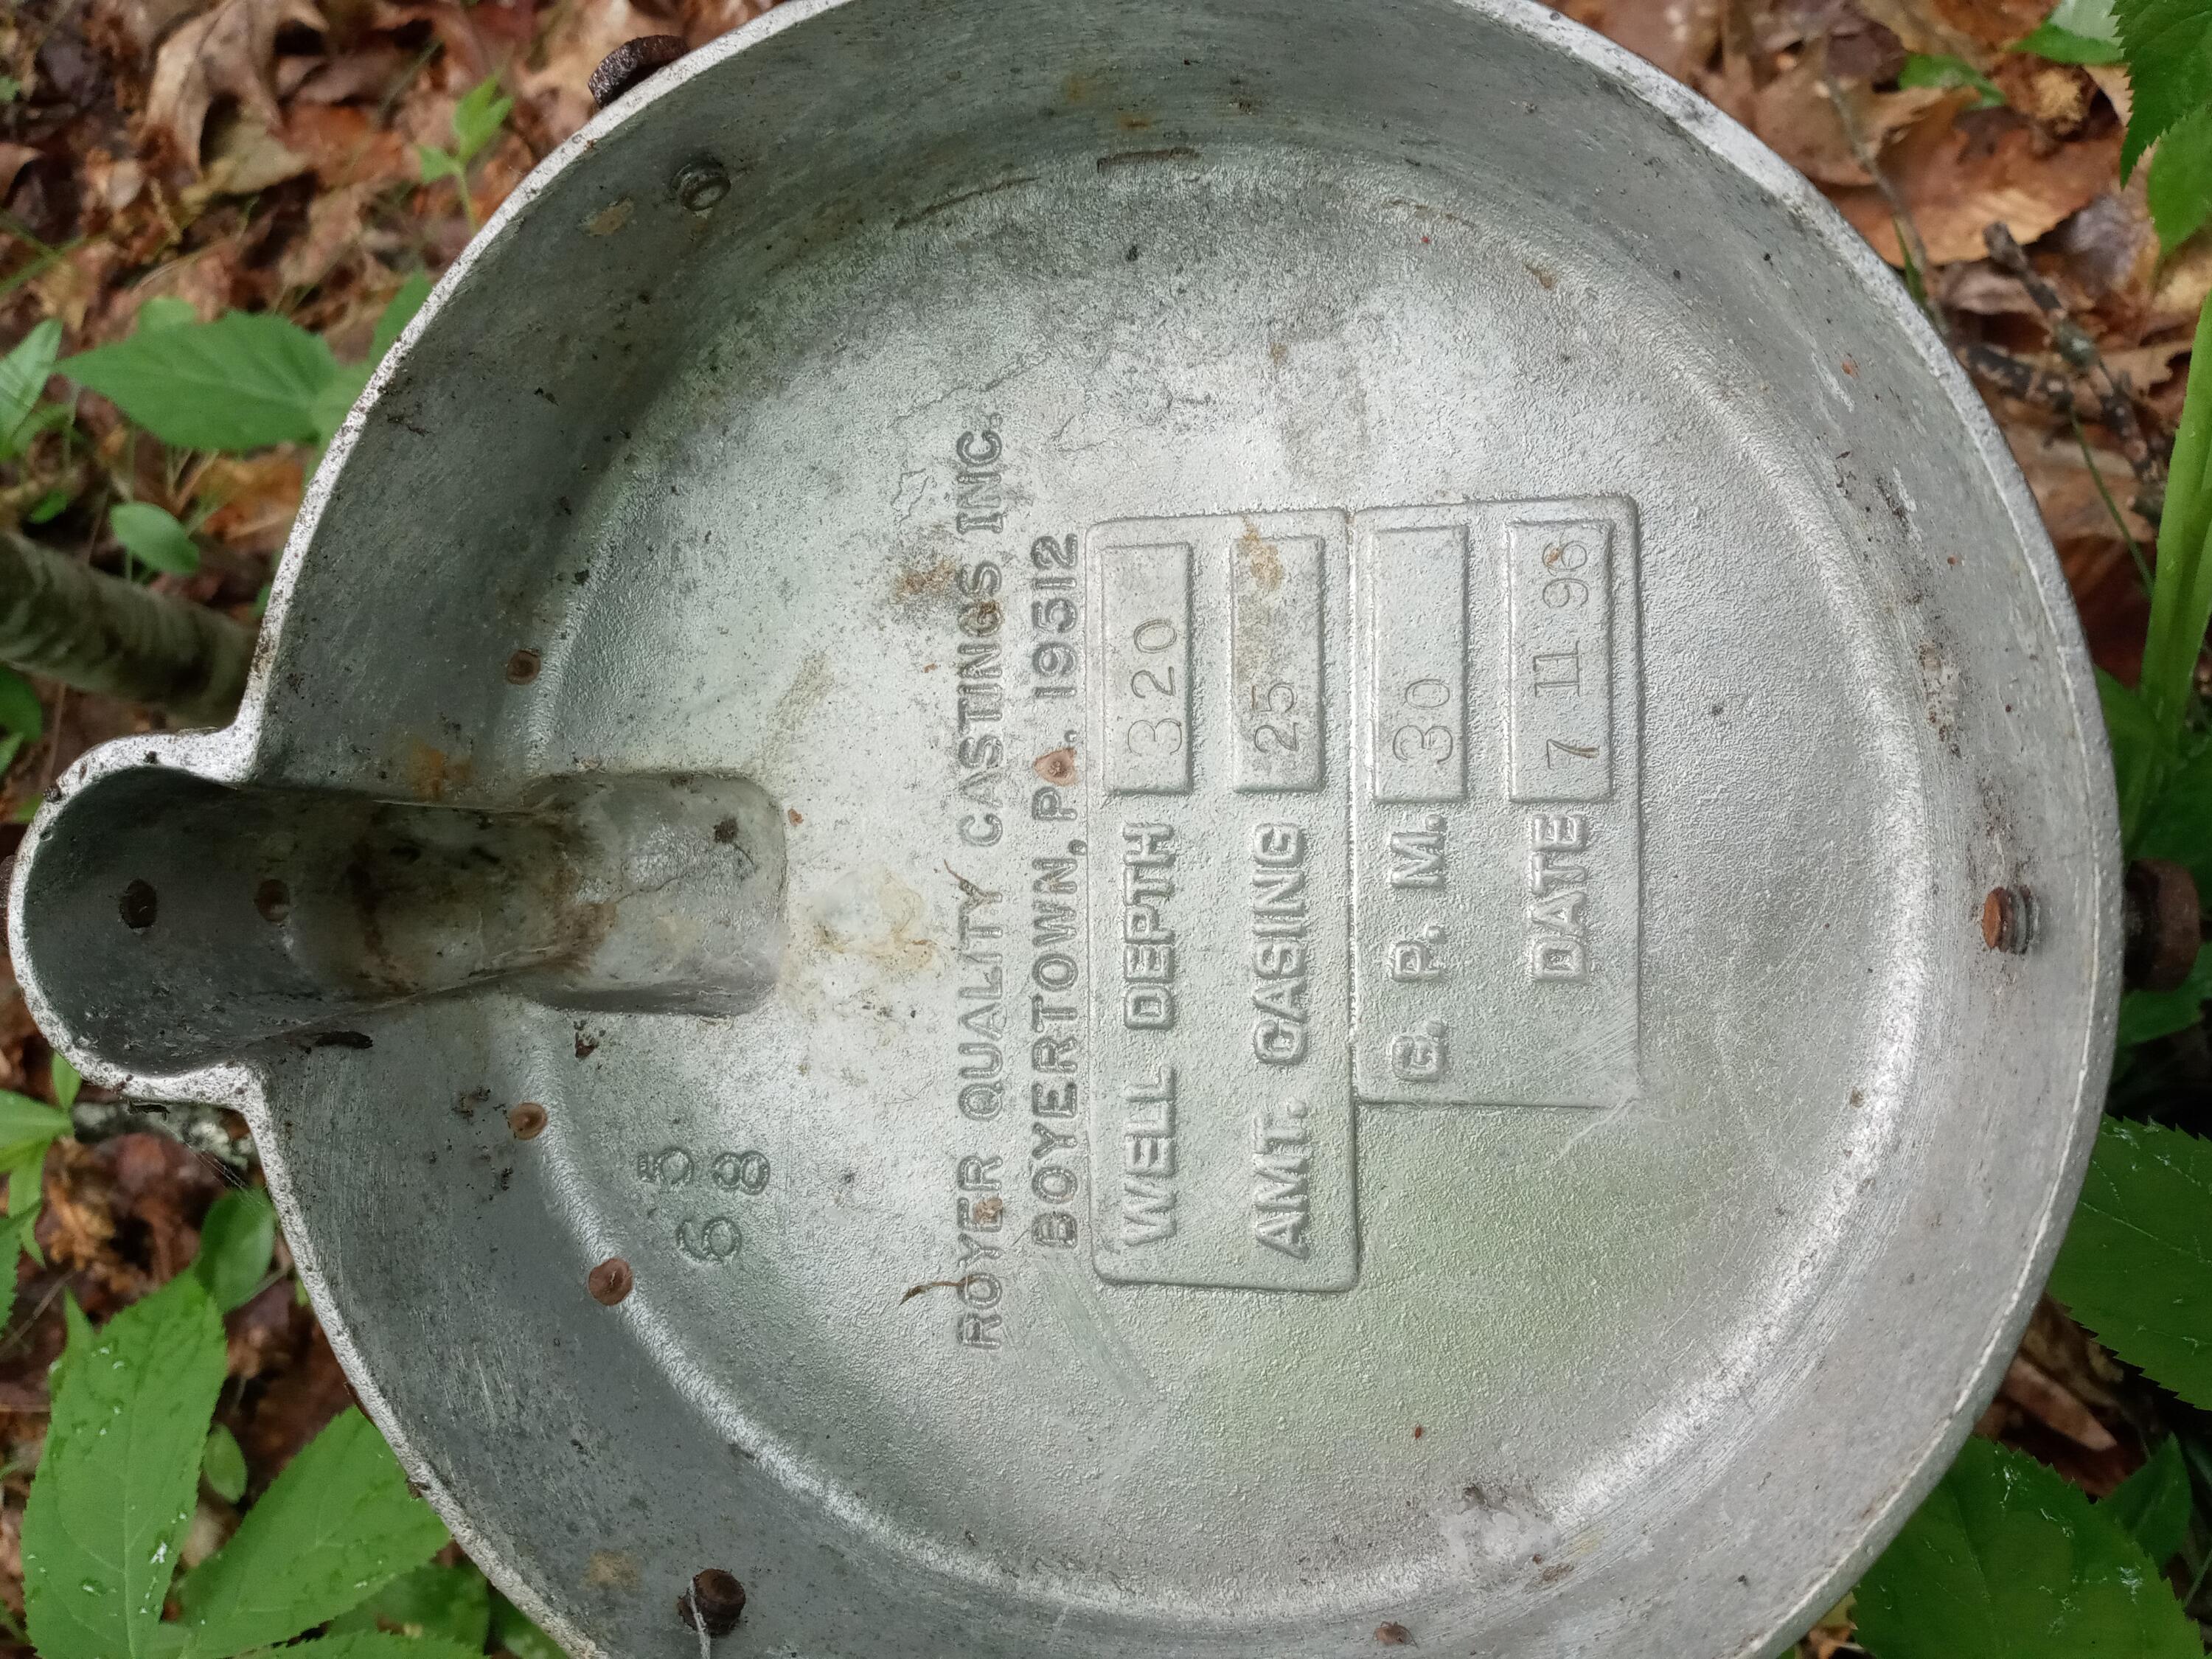 5
6 8
ROYER QUALITY CASTINGS INC.
BOYERTOWN, PA. 19512
WELL DEPTH 320
AMT. CASING 25
G. P. M. 30
DATE 7 11 96